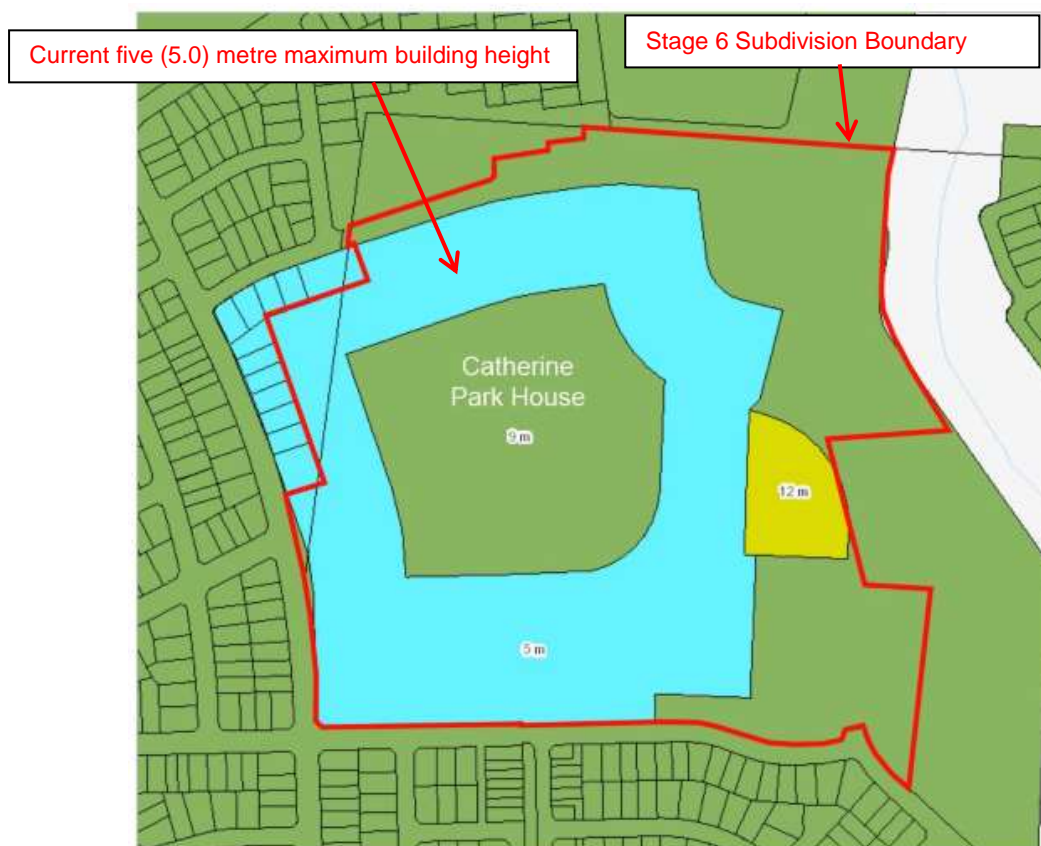 Current five (5.0) metre maximum building height
Stage 6 Subdivision Boundary
Catherine
Park House
9 m
12 m
5 m